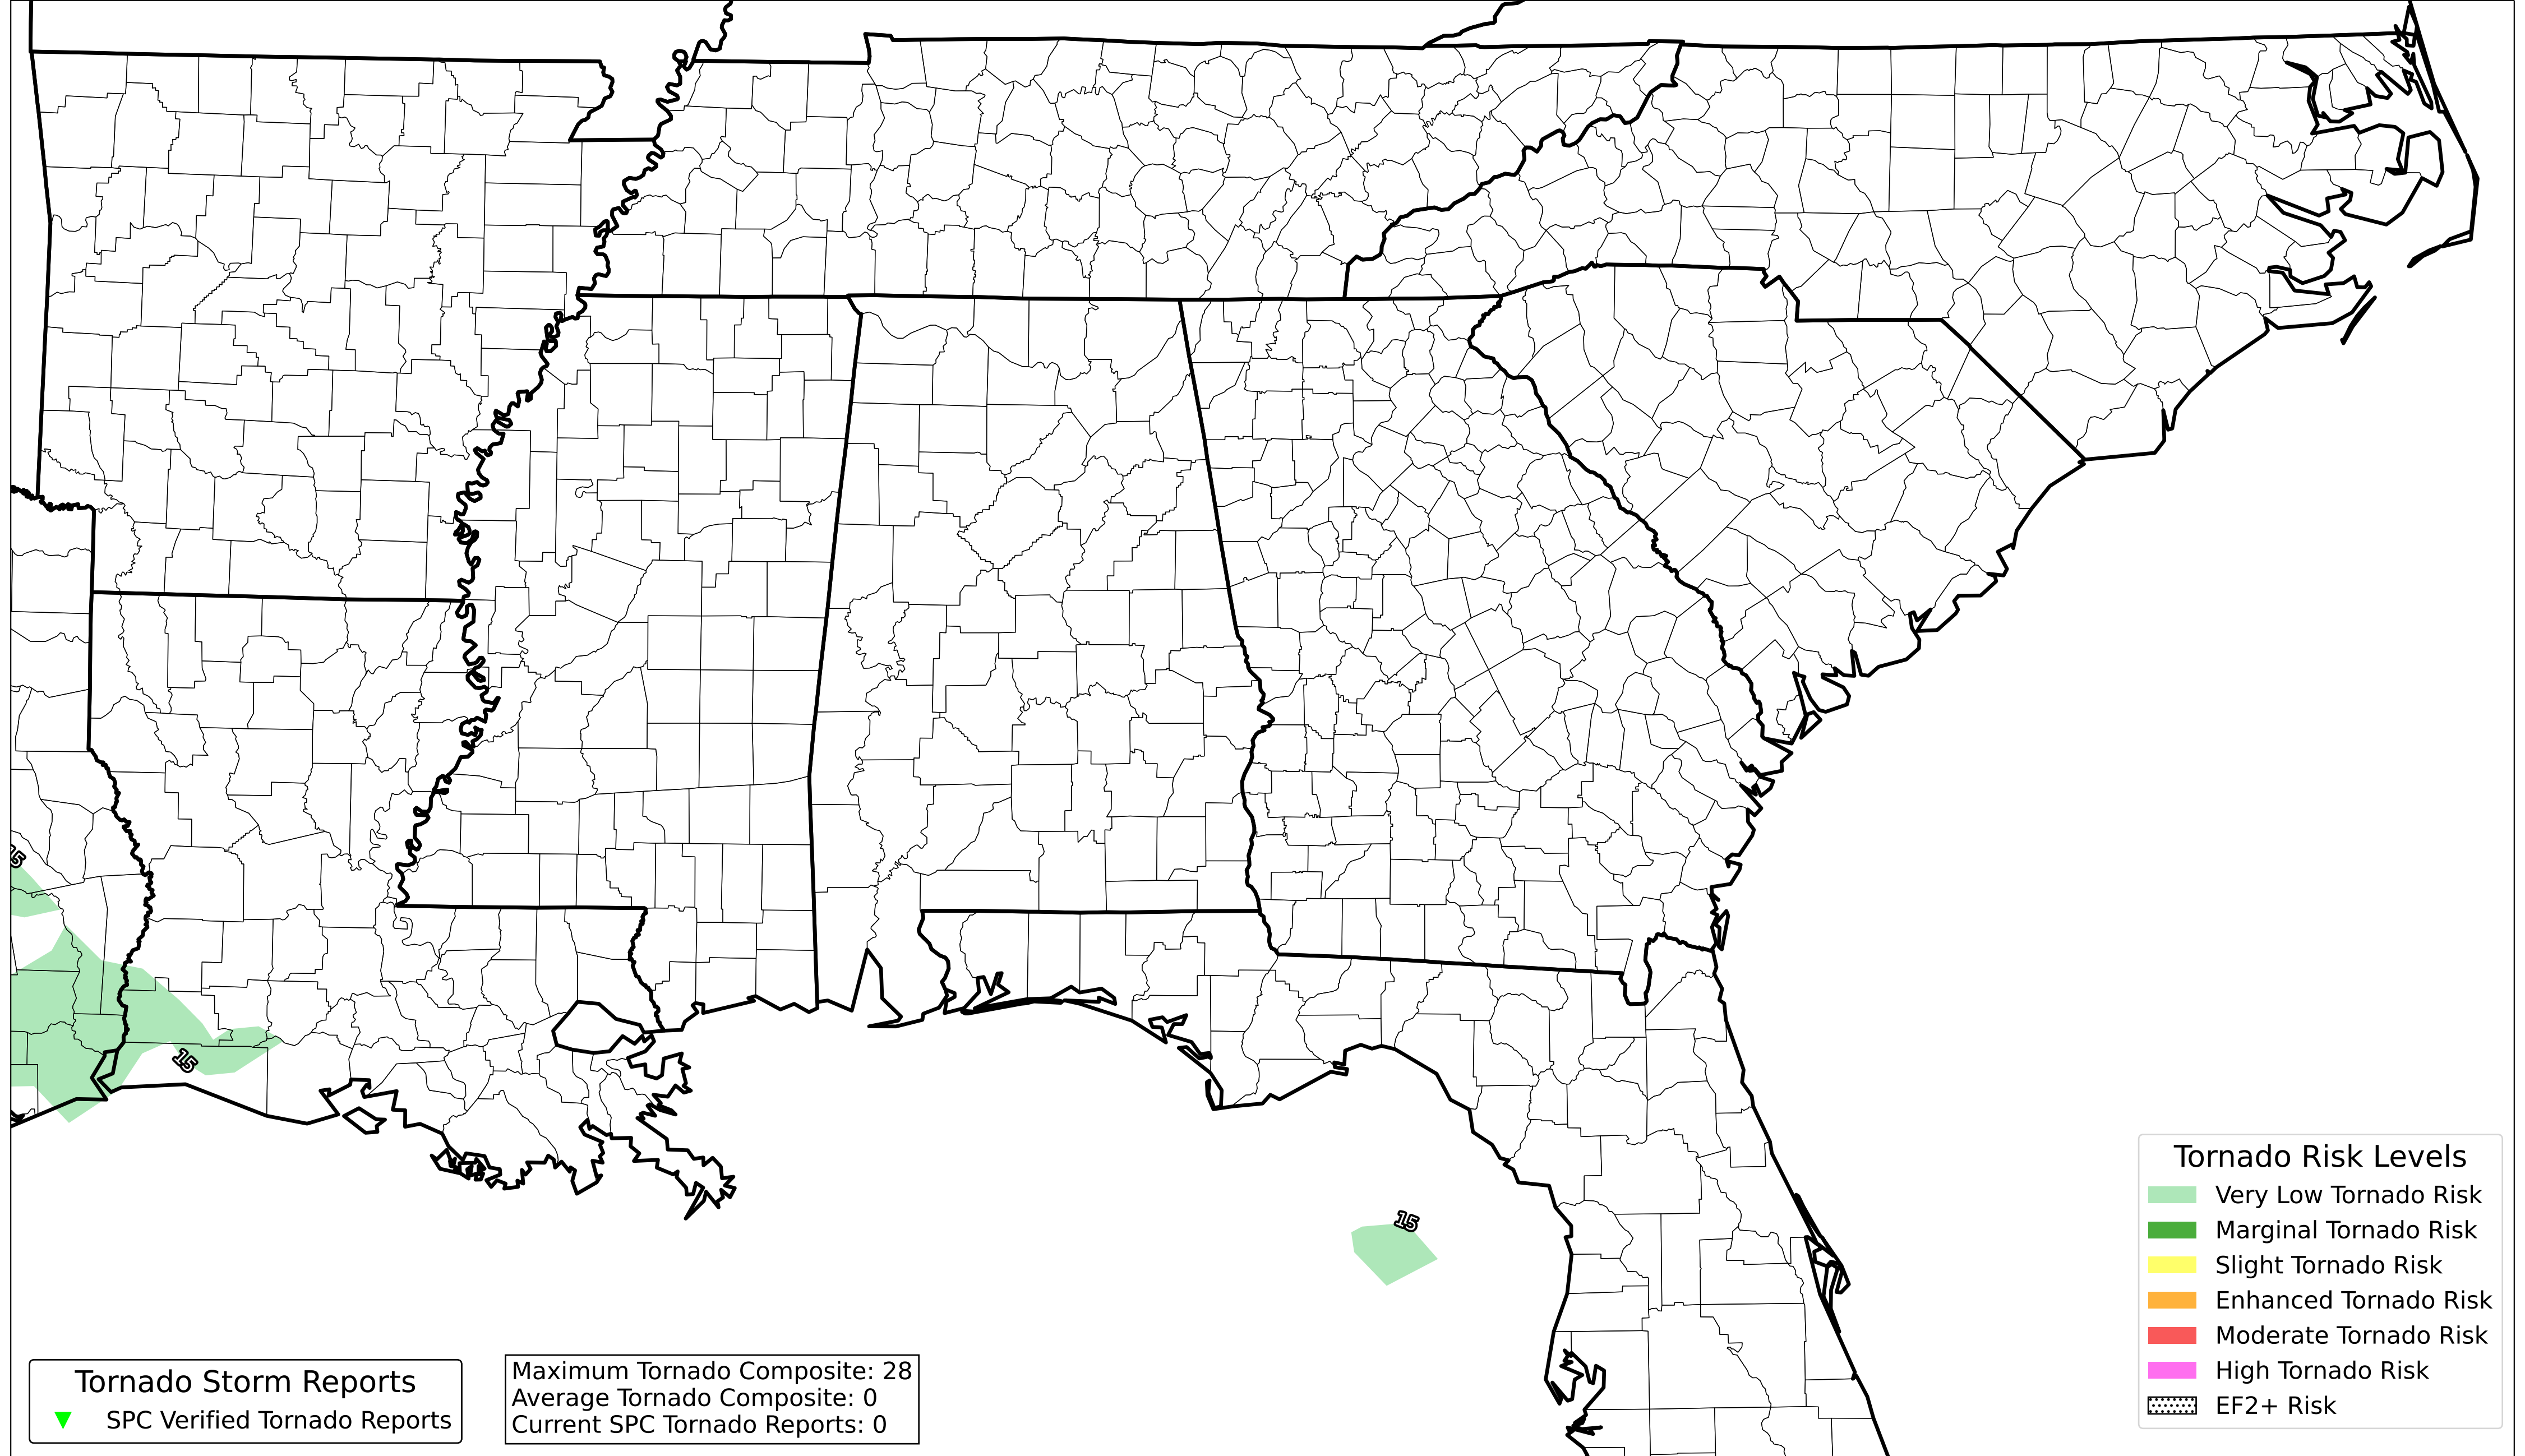 15
15
15
Tornado Risk Levels
Very Low Tornado Risk
Marginal Tornado Risk
Slight Tornado Risk
Enhanced Tornado Risk
Moderate Tornado Risk
High Tornado Risk
EF2+ Risk
Tornado Storm Reports
SPC Verified Tornado Reports
Maximum Tornado Composite: 28
Average Tornado Composite: 0
Current SPC Tornado Reports: 0